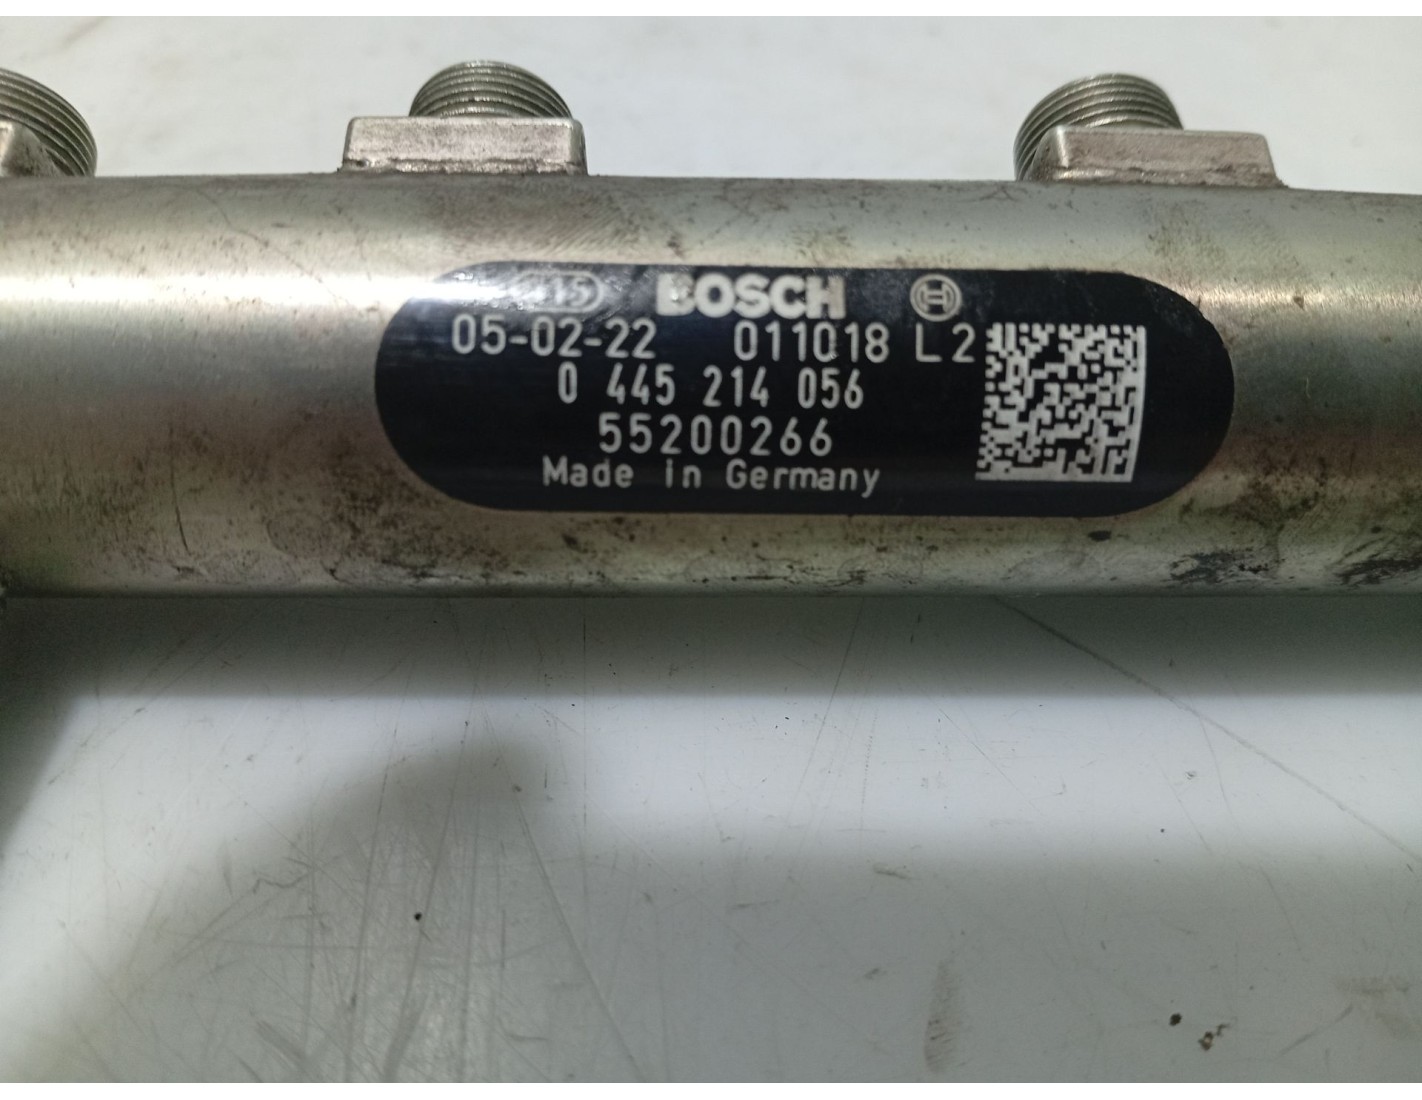 BOSCH
05-02-22 011018 L2
0 445 214 056
55200266
Made in Germany